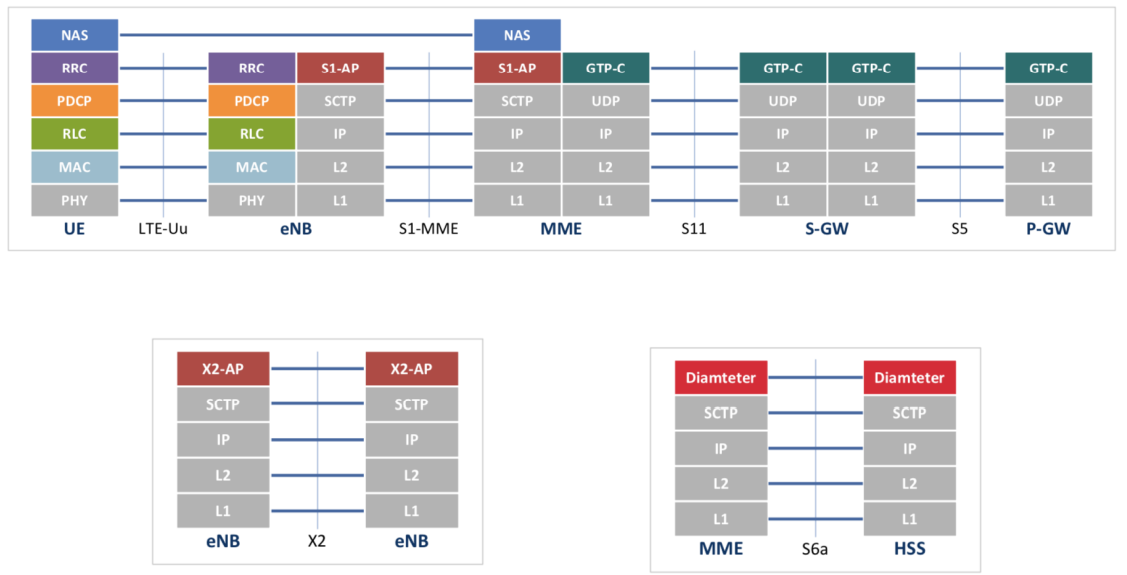 NAS NAS
RRC RRC S1-AP S1-AP GTP-C GTP-C GTP-C GTP-C
PDCP PDCP SCTP SCTP UDP UDP UDP UDP
RLC RLC IP IP IP IP IP IP
MAC MAC L2 L2 L2 L2 L2 L2
PHY PHY L1 L1 L1 L1 L1 L1
UE LTE-Uu eNB S1-MME MME S11 S-GW S5 P-GW
X2-AP X2-AP
SCTP SCTP
IP IP
L2 L2
L1 L1
eNB X2 eNB
Diamteter Diamteter
SCTP SCTP
IP IP
L2 L2
L1 L1
MME S6a HSS